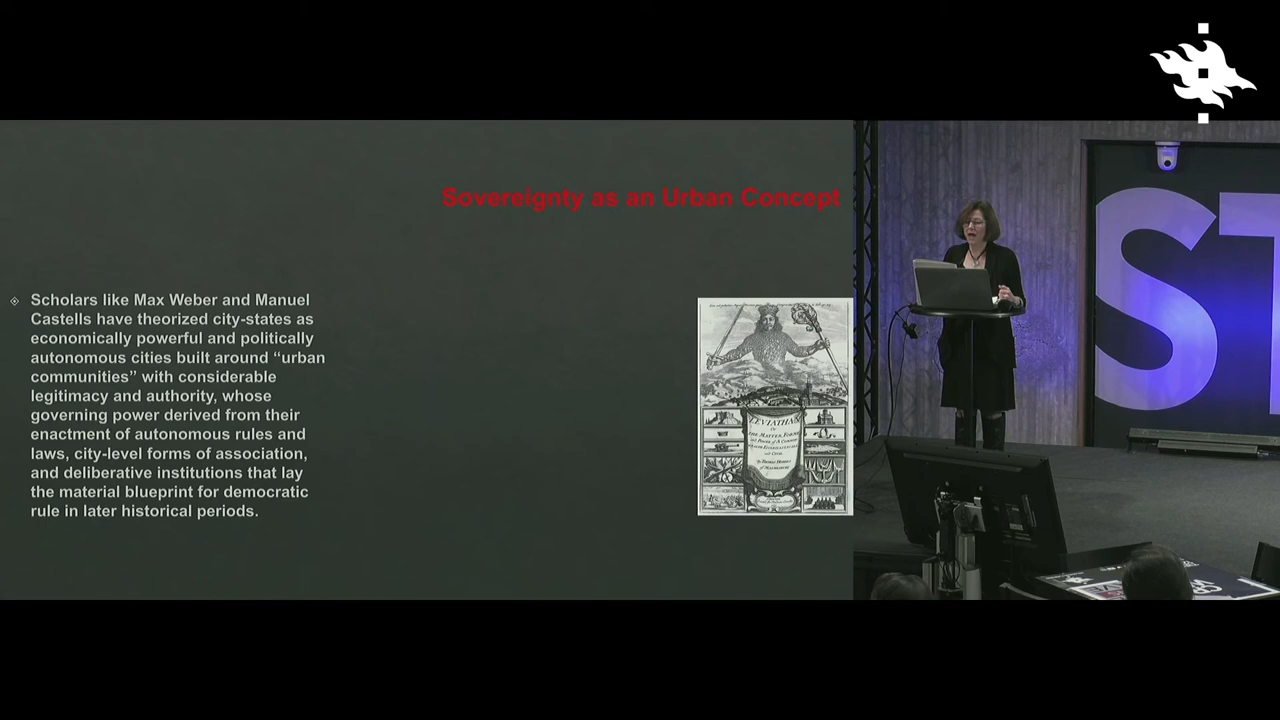 Sovereignty as an Urban Concept
Scholars like Max Weber and Manuel
Castells have theorized city-states as
economically powerful and politically
autonomous cities built around “urban
communities” with considerable
legitimacy and authority, whose
governing power derived from their
enactment of autonomous rules and
laws, city-level forms of association,
and deliberative institutions that lay
the material blueprint for democratic
rule in later historical periods.
LEVIATHAN
ST